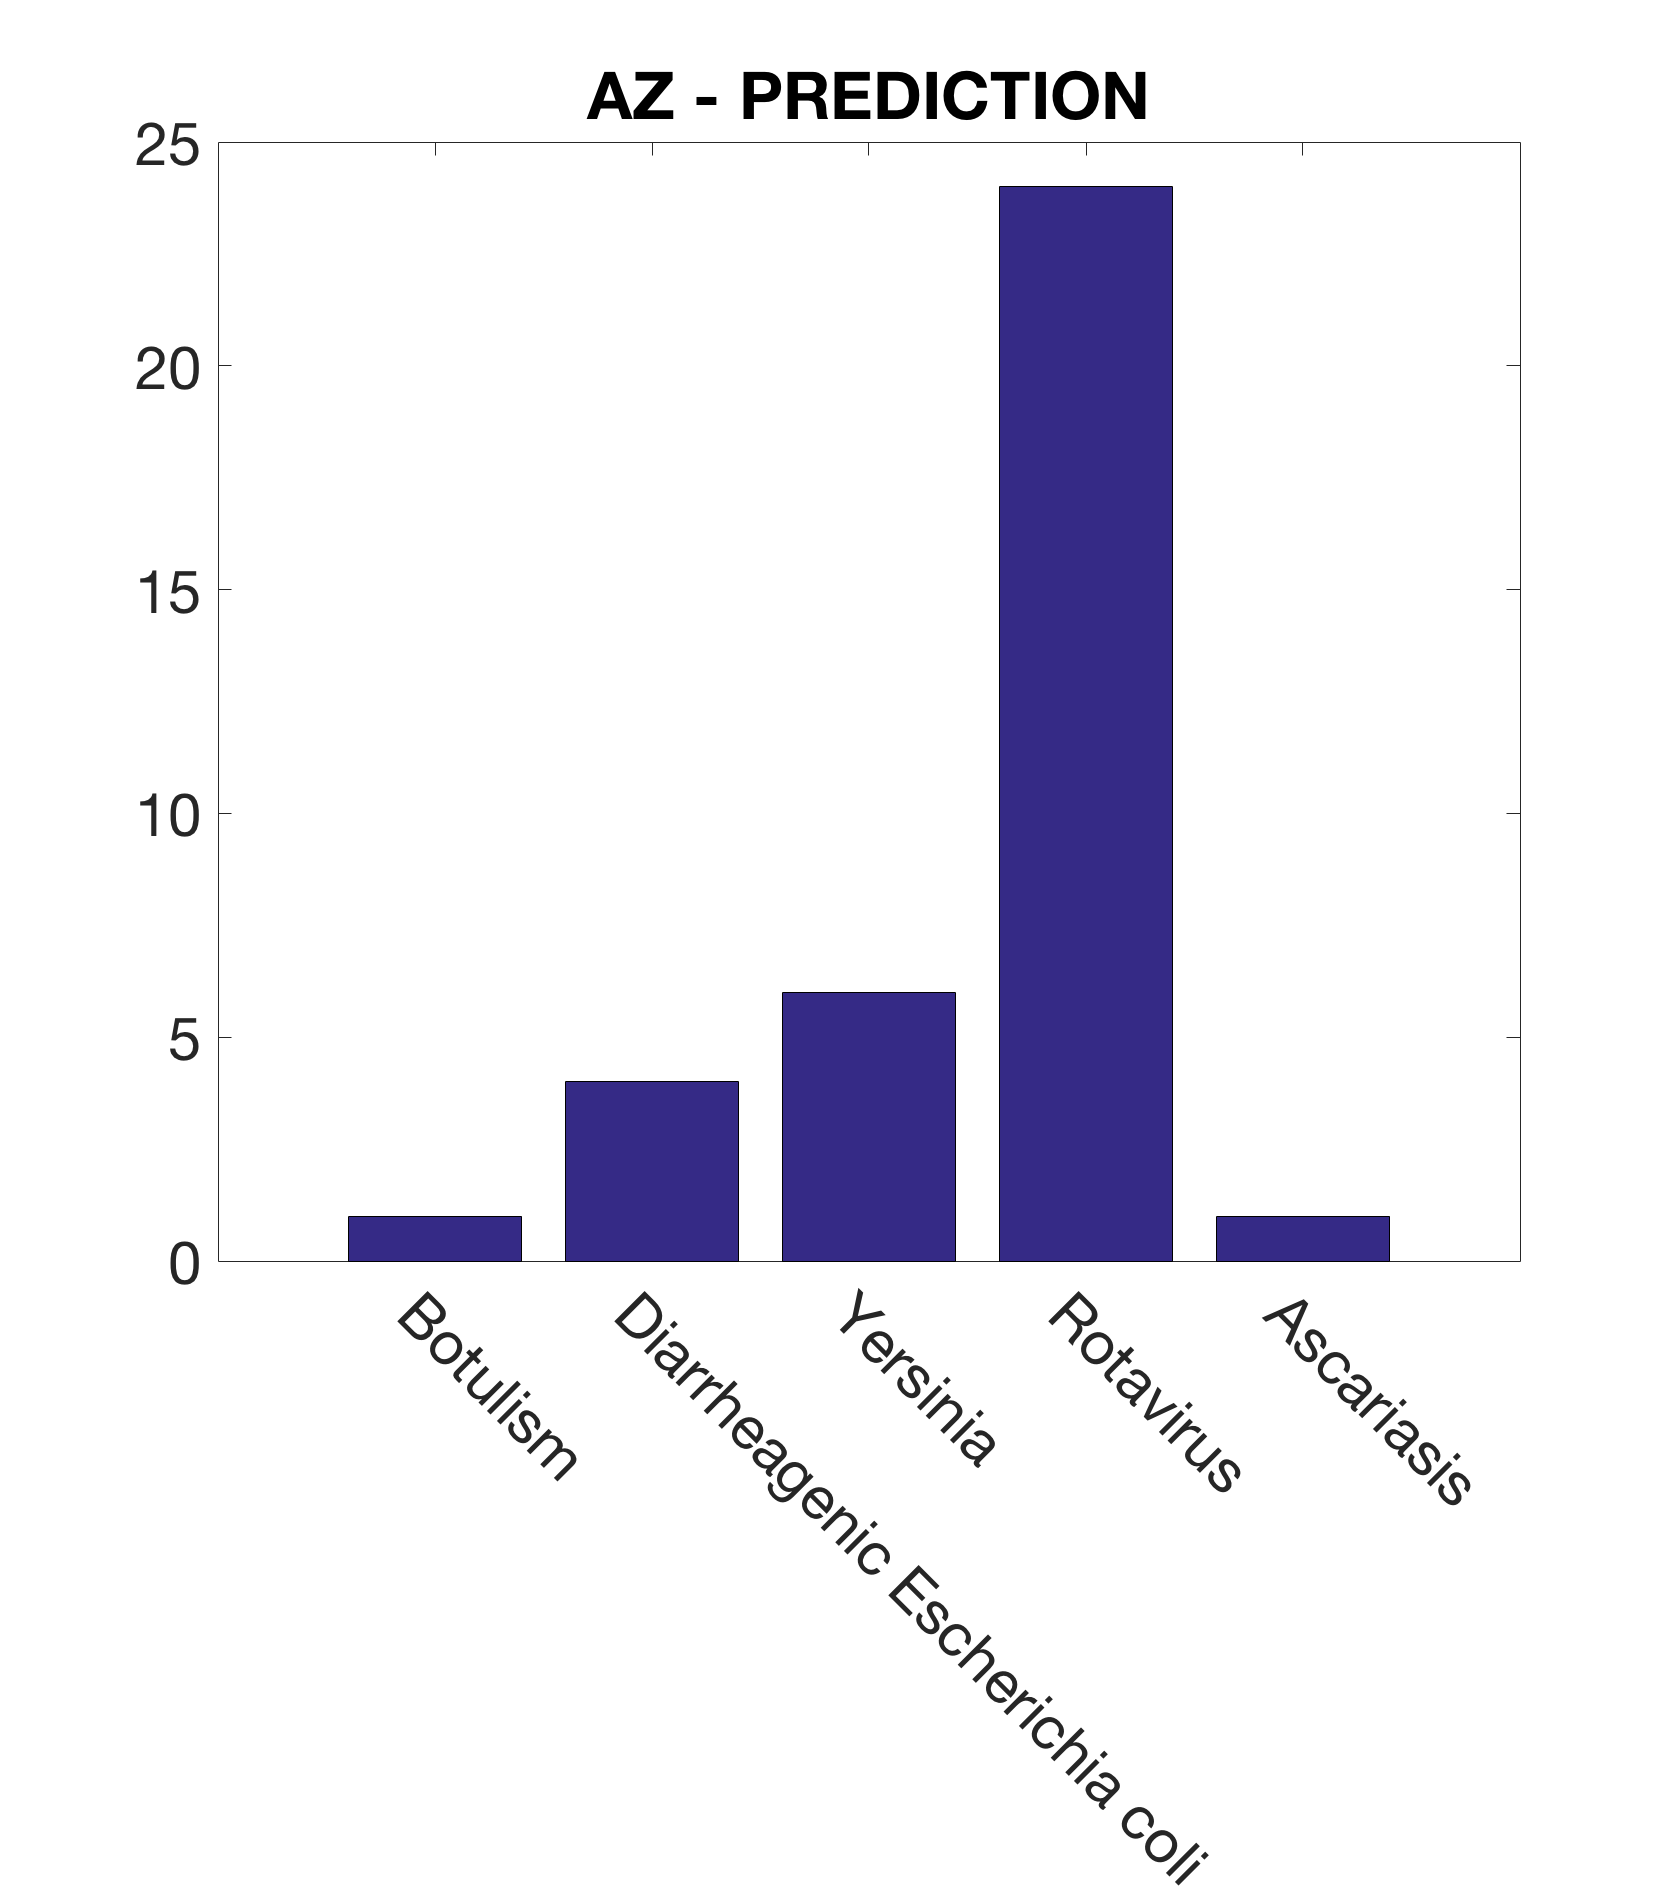 AZ - PREDICTION
25
20
15
10
5
0
Botulism
Diarrheagenic Escherichia coli
Yersinia
Rotavirus
Ascariasis